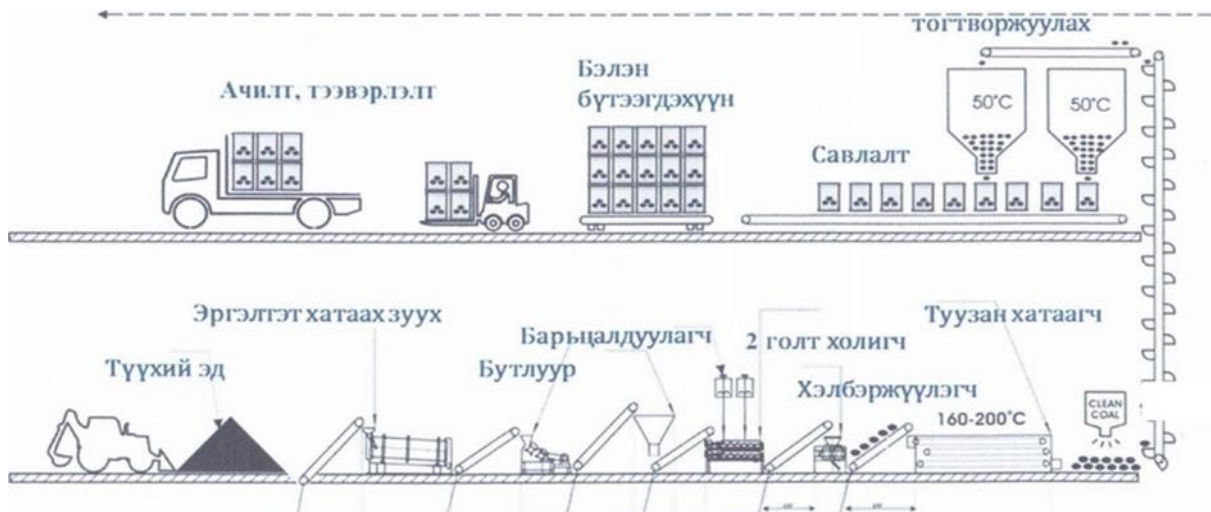 тогтворжуулах
Ачилт, тээвэрлэлт
Бэлэн
бүтээгдэхүүн
50°C
50°C
Савлалт
Эргэлтэт хатаах зуух
Барьцалдуулагч
Туузан хатаагч
2 голт холигч
Түүхий эд
Бутлуур
Хэлбэржүүлэгч
CLEAN
COAL
160-200°C